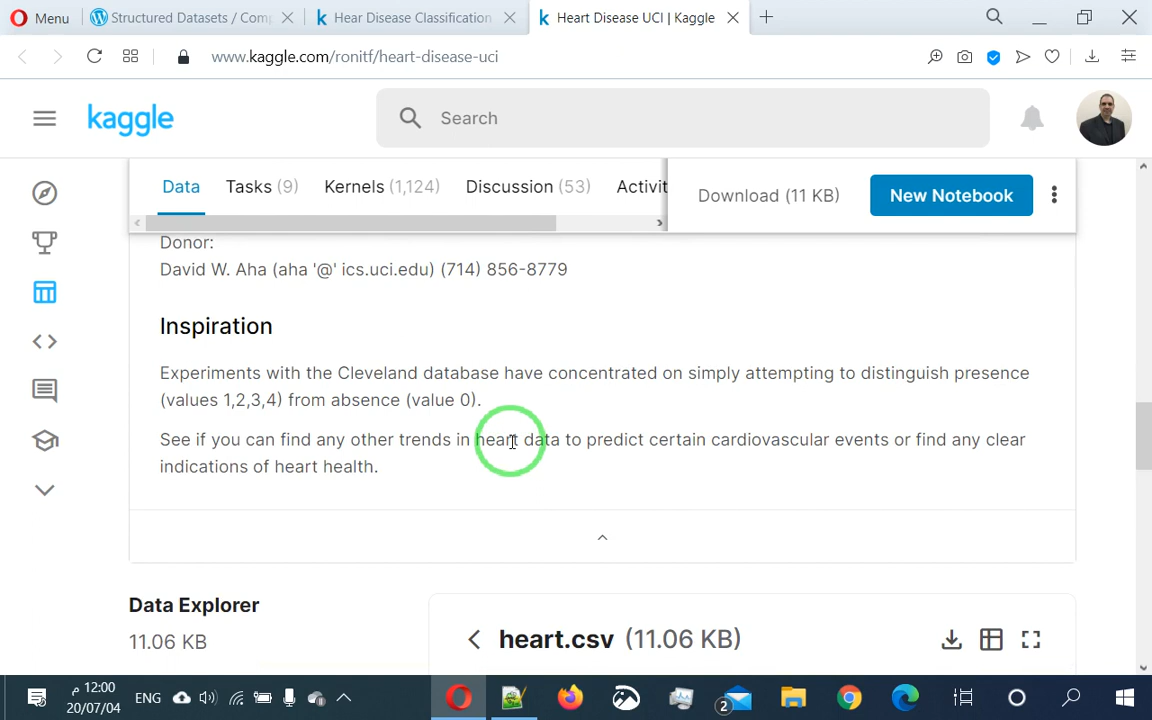 Menu
Structured Datasets / Comp
Hear Disease Classification
Heart Disease UCI | Kaggle
www.kaggle.com/ronitf/heart-disease-uci
kaggle
Search
Data
Tasks (9)
Kernels (1,124)
Discussion (53)
Activit
Download (11 KB)
New Notebook
Donor:
David W. Aha (aha '@' ics.uci.edu) (714) 856-8779
Inspiration
Experiments with the Cleveland database have concentrated on simply attempting to distinguish presence
(values 1,2,3,4) from absence (value 0).
See if you can find any other trends in heart data to predict certain cardiovascular events or find any clear
indications of heart health.
Data Explorer
11.06 KB
heart.csv (11.06 KB)
12:00 م
20/07/04
ENG
2